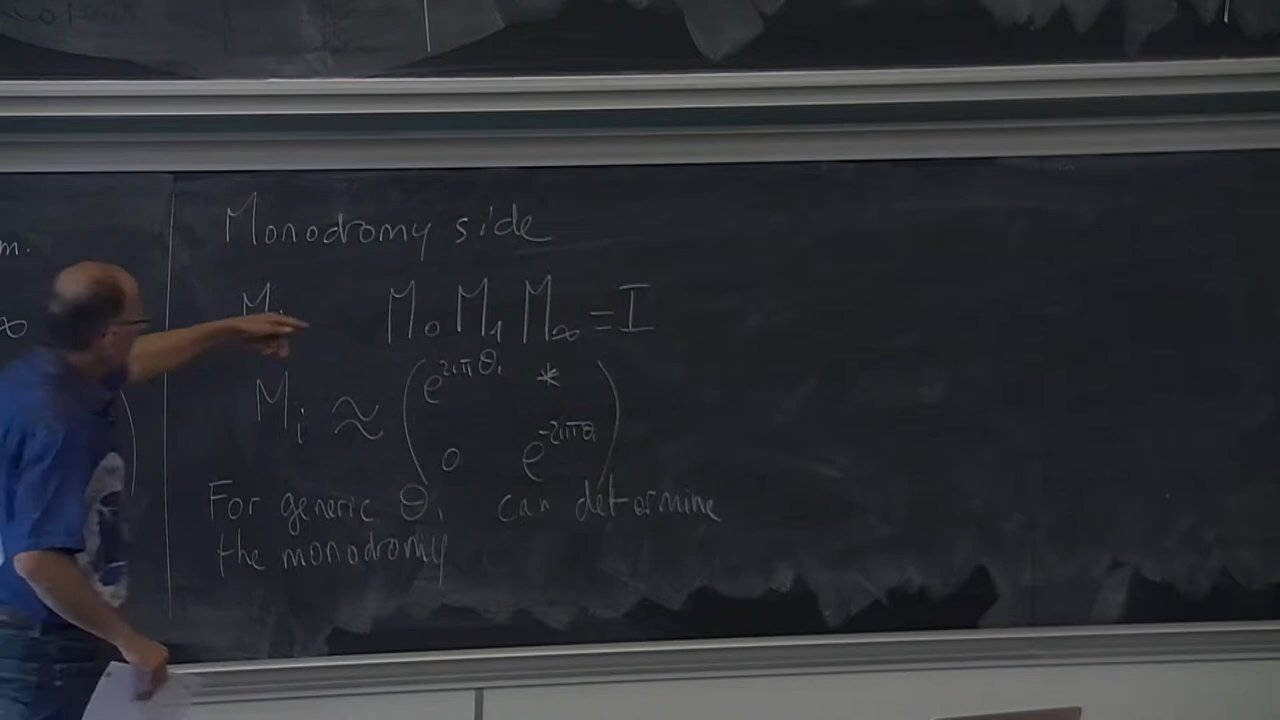 m.
∞
Monodromy side
M_i M_0 M_1 M_∞ = I
M_i ≈ ( e^{2iπθ_i} *
0 e^{-2iπθ_i} )
For generic θ_i can determine
the monodromy